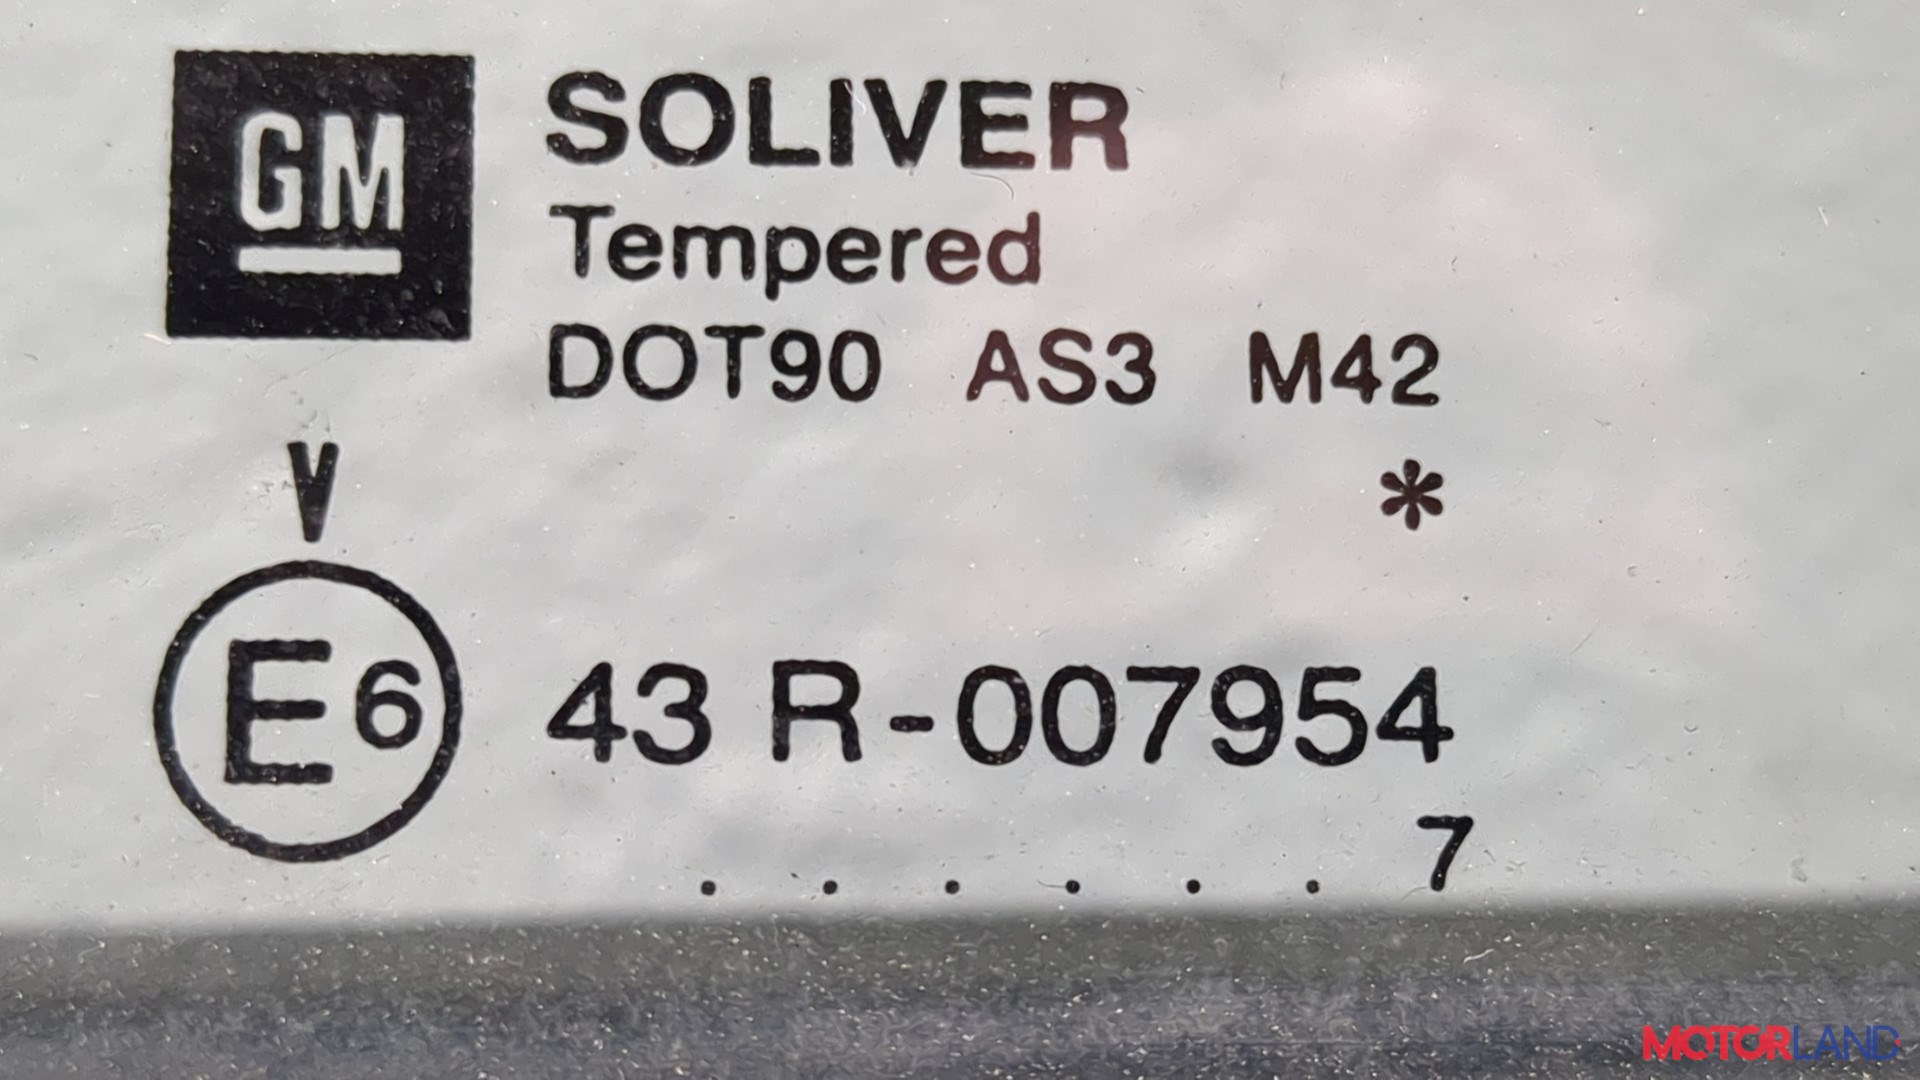 GM
SOLIVER
Tempered
DOT90 AS3 M42
V
*
E6 43 R-007954
. . . . . . 7
MOTORLAND